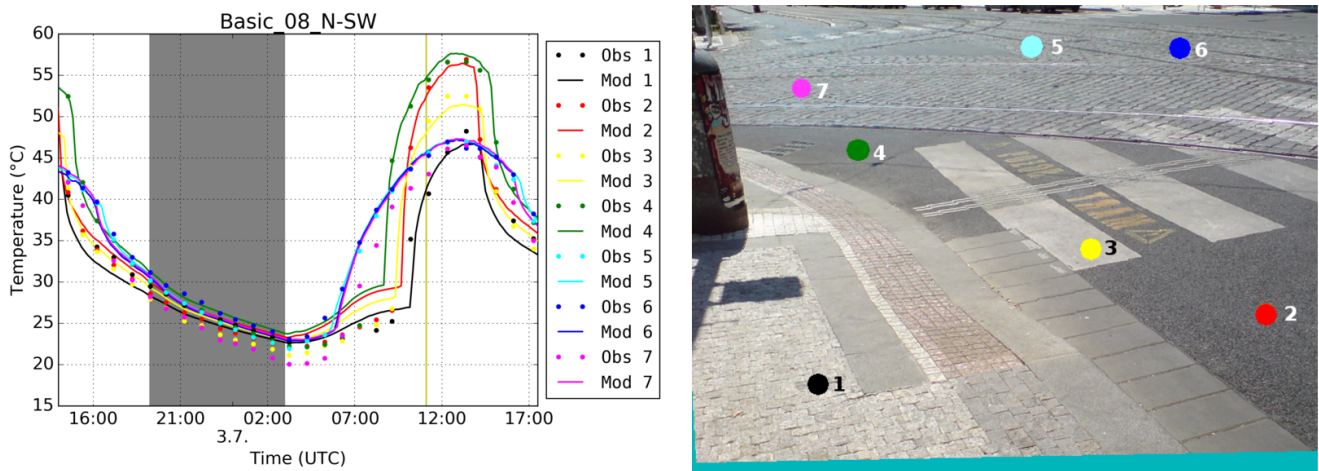 Basic_08_N-SW
60
55
50
45
40
35
30
25
20
15
Temperature (°C)
16:00 21:00 02:00 07:00 12:00 17:00
3.7.
Time (UTC)
Obs 1
Mod 1
Obs 2
Mod 2
Obs 3
Mod 3
Obs 4
Mod 4
Obs 5
Mod 5
Obs 6
Mod 6
Obs 7
Mod 7
5
6
7
4
3
2
1